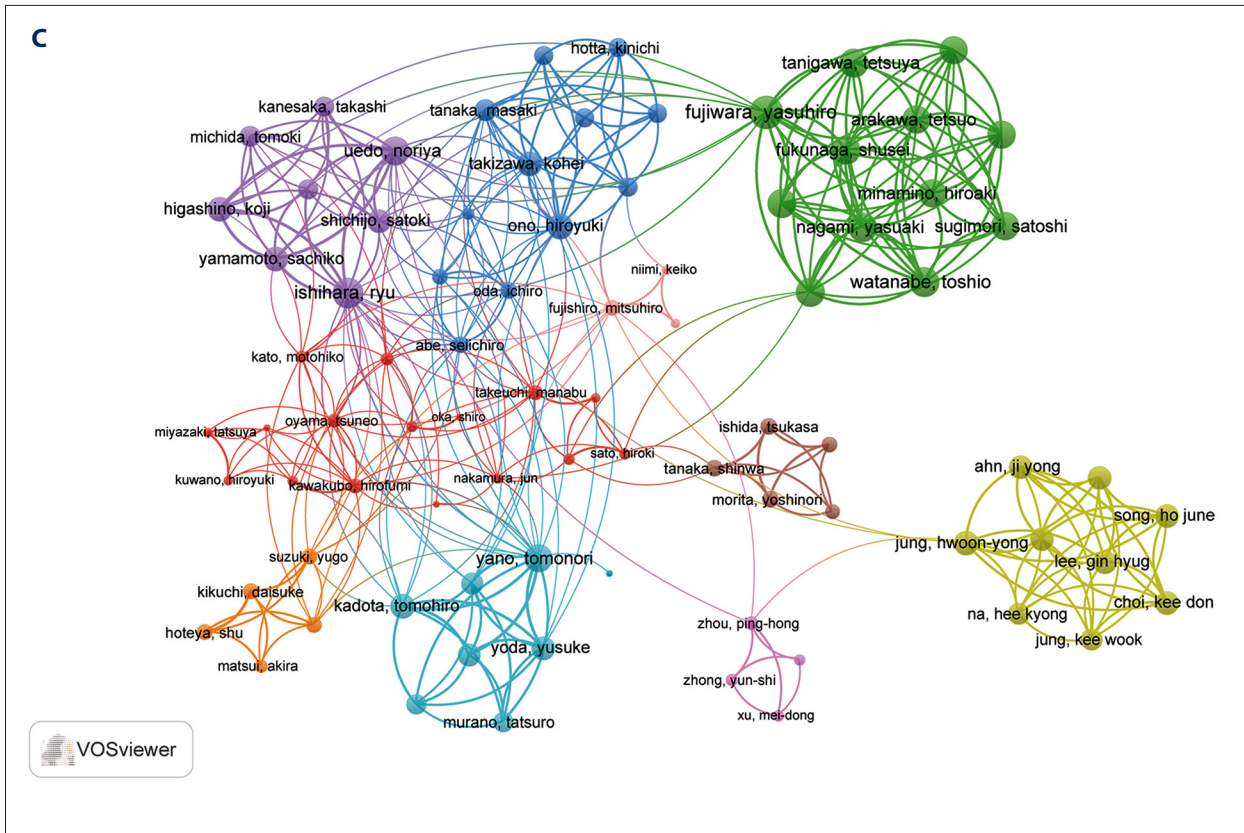 C
hotta, kinichi
tanigawa, tetsuya
kanesaka, takashi
tanaka, masaki
fujiwara, yasuhiro
arakawa, tetsuo
michida, tomoki
uedo, noriya
takizawa, kohei
fukunaga, shusei
minamino, hiroaki
higashino, koji
shichijo, satoki
ono, hiroyuki
nagami, yasuaki
sugimori, satoshi
yamamoto, sachiko
niimi, keiko
ishihara, ryu
oda, ichiro
watanabe, toshio
fujishiro, mitsuhiro
abe, seiichiro
kato, motohiko
takeuchi, manabu
oyama, tsuneo
oka, shiro
ishida, tsukasa
miyazaki, tatsuya
sato, hiroki
tanaka, shinwa
ahn, ji yong
kuwano, hiroyuki
kawakubo, hirofumi
nakamura, jun
morita, yoshinori
song, ho june
jung, hwoon-yong
suzuki, yugo
yano, tomonori
lee, gin hyug
kikuchi, daisuke
kadota, tomohiro
choi, kee don
na, hee kyong
hoteya, shu
zhou, ping-hong
jung, kee wook
yoda, yusuke
matsui, akira
zhong, yun-shi
murano, tatsuro
xu, mei-dong
VOSviewer